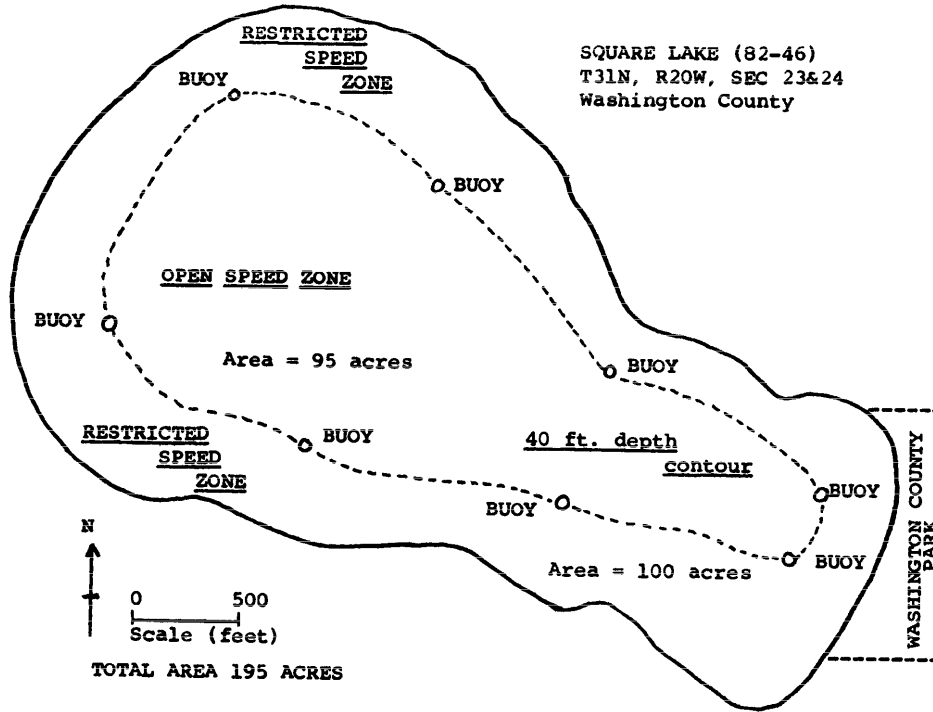 RESTRICTED
SPEED
ZONE
SQUARE LAKE (82-46)
T31N, R20W, SEC 23&24
Washington County
BUOY
BUOY
OPEN SPEED ZONE
BUOY
Area = 95 acres
BUOY
RESTRICTED
SPEED
ZONE
BUOY
40 ft. depth
contour
BUOY
BUOY
BUOY
Area = 100 acres
WASHINGTON COUNTY
PARK
N
0 500
Scale (feet)
TOTAL AREA 195 ACRES